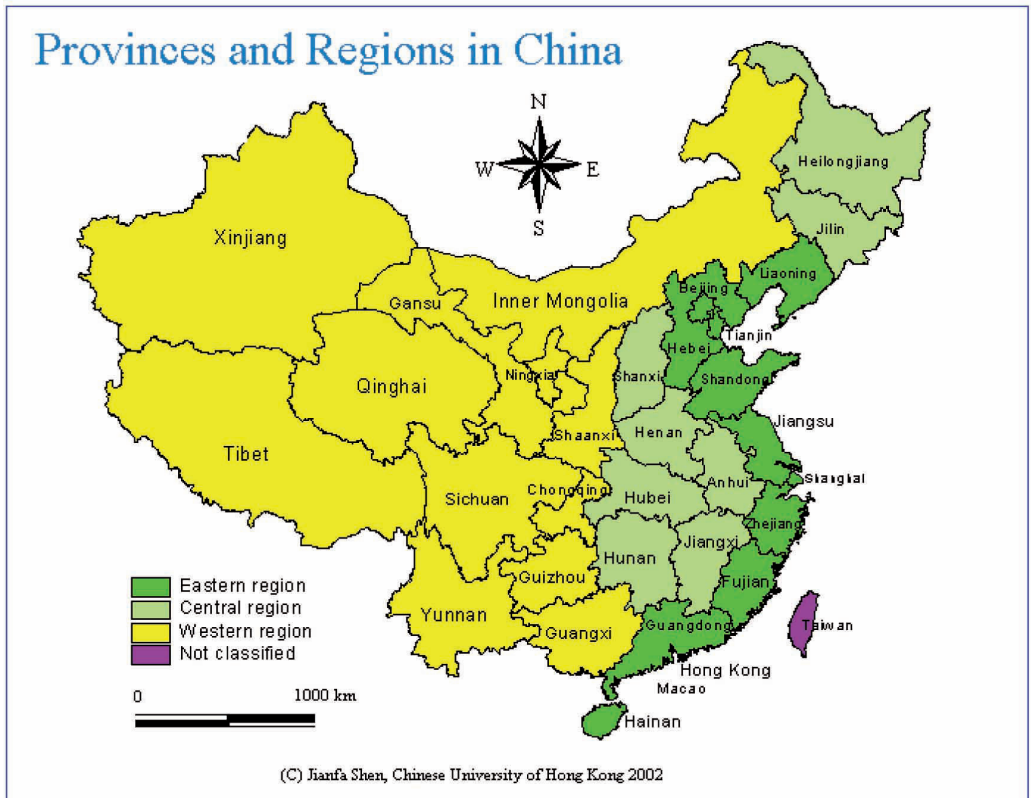 Provinces and Regions in China
N
W
E
S
Heilongjiang
Jilin
Xinjiang
Liaoning
Beijing
Gansu
Inner Mongolia
Tianjin
Hebei
Ningxia
Shanxi
Shandong
Qinghai
Jiangsu
Shaanxi
Henan
Tibet
Shanghai
Anhui
Chongqing
Hubei
Sichuan
Zhejiang
Jiangxi
Hunan
Guizhou
Fujian
Eastern region
Central region
Yunnan
Guangdong
Taiwan
Western region
Guangxi
Not classified
Hong Kong
Macao
0 1000 km
Hainan
(C) Jianfa Shen, Chinese University of Hong Kong 2002